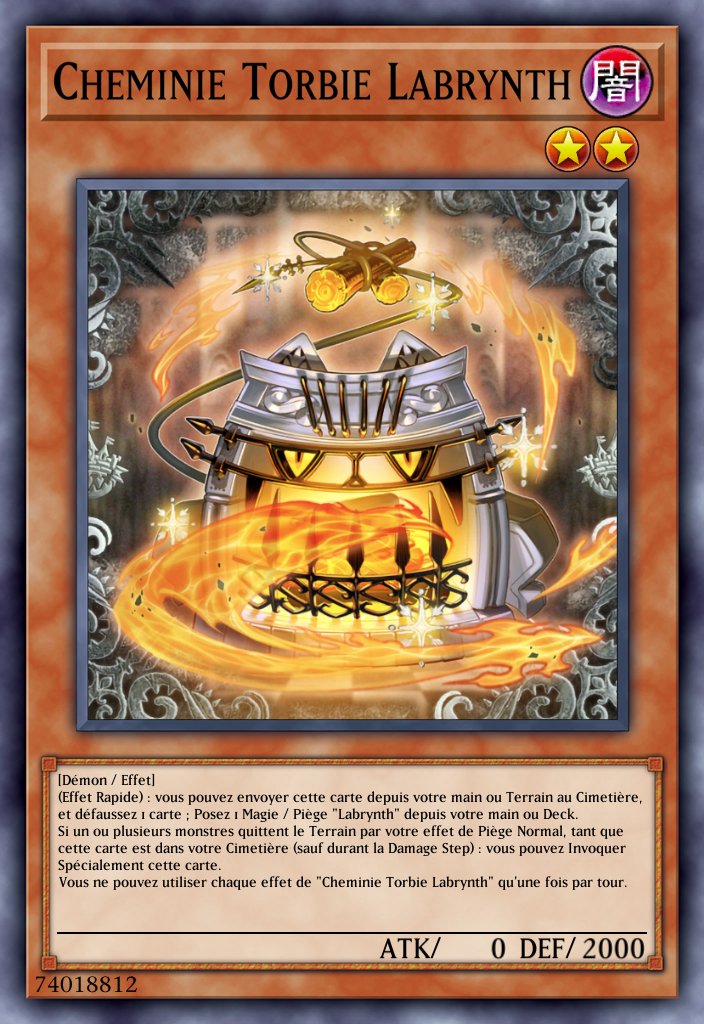 Cheminie Torbie Labrynth 闇
[Démon / Effet]
(Effet Rapide) : vous pouvez envoyer cette carte depuis votre main ou Terrain au Cimetière,
et défaussez 1 carte ; Posez 1 Magie / Piège "Labrynth" depuis votre main ou Deck.
Si un ou plusieurs monstres quittent le Terrain par votre effet de Piège Normal, tant que
cette carte est dans votre Cimetière (sauf durant la Damage Step) : vous pouvez Invoquer
Spécialement cette carte.
Vous ne pouvez utiliser chaque effet de "Cheminie Torbie Labrynth" qu'une fois par tour.
ATK/ 0 DEF/ 2000
74018812